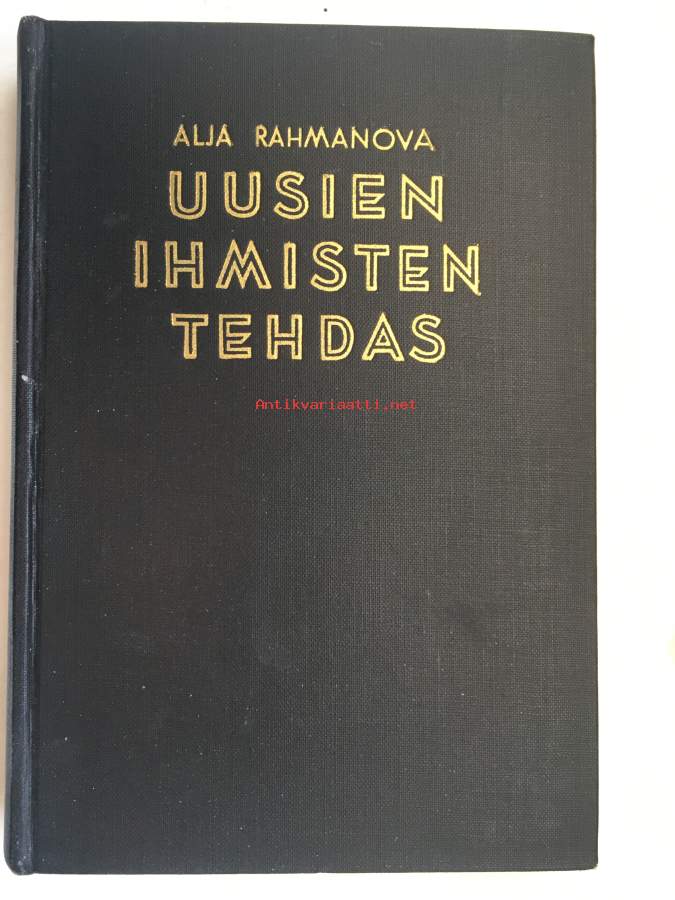 ALJA RAHMANOVA
UUSIEN
IHMISTEN
TEHDAS
Antikvariaatti.net